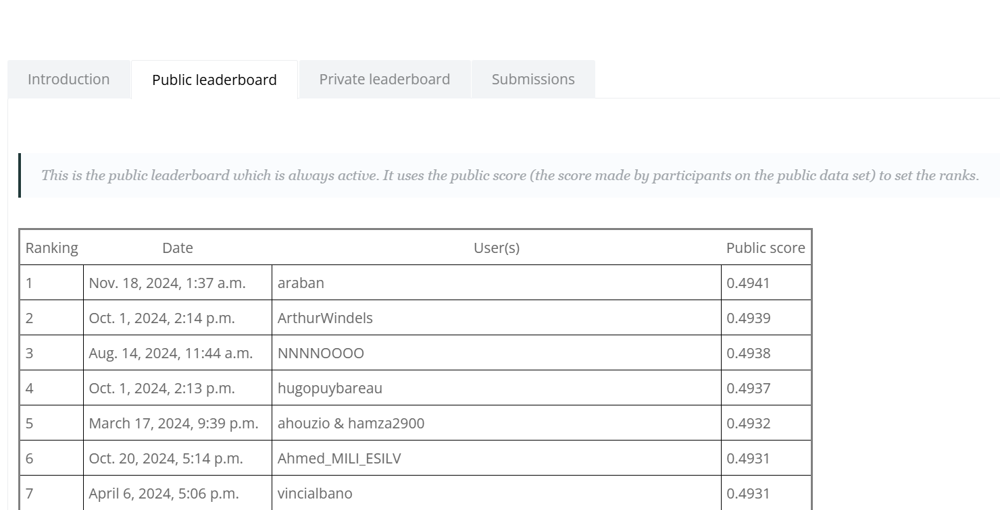 Introduction Public leaderboard Private leaderboard Submissions
This is the public leaderboard which is always active. It uses the public score (the score made by participants on the public data set) to set the ranks.
Ranking Date User(s) Public score
1 Nov. 18, 2024, 1:37 a.m. araban 0.4941
2 Oct. 1, 2024, 2:14 p.m. ArthurWindels 0.4939
3 Aug. 14, 2024, 11:44 a.m. NNNNOOOO 0.4938
4 Oct. 1, 2024, 2:13 p.m. hugopuybareau 0.4937
5 March 17, 2024, 9:39 p.m. ahouzio & hamza2900 0.4932
6 Oct. 20, 2024, 5:14 p.m. Ahmed_MILI_ESILV 0.4931
7 April 6, 2024, 5:06 p.m. vincialbano 0.4931